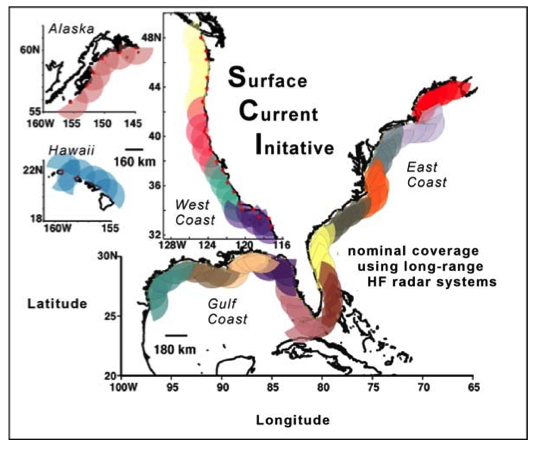 Alaska
60N
55
160W 155 150 145
160 km
Hawaii
22N
18
160W 155
48N
44
40
36
32
West
Coast
128W 124 120 116
Surface
Current
Initative
East
Coast
nominal coverage
using long-range
HF radar systems
30N
25
20
Latitude
Gulf
Coast
180 km
100W 95 90 85 80 75 70 65
Longitude